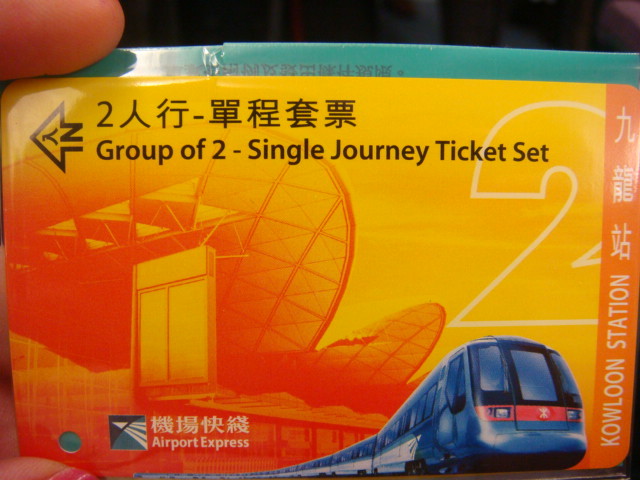 2人行-單程套票
Group of 2 - Single Journey Ticket Set
IN
2
九龍站
KOWLOON STATION
機場快綫
Airport Express